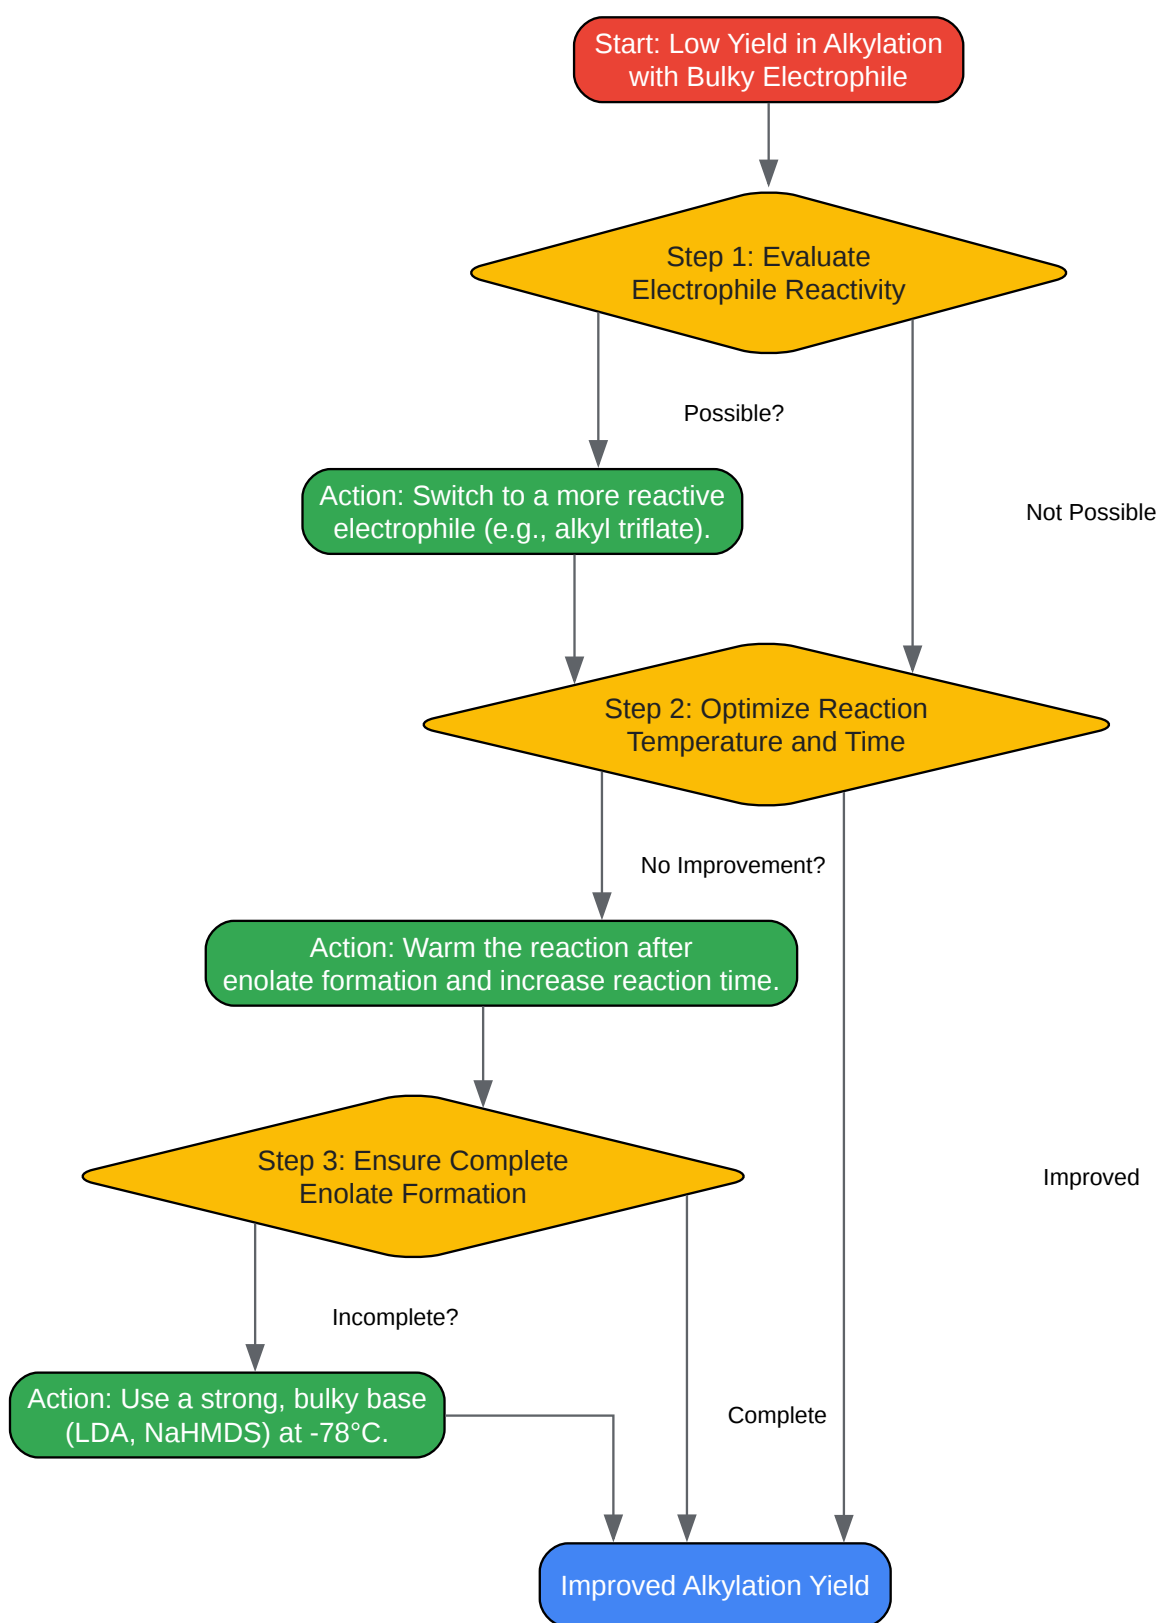 Start: Low Yield in Alkylation
with Bulky Electrophile
Step 1: Evaluate
Electrophile Reactivity
Possible?
Action: Switch to a more reactive
electrophile (e.g., alkyl triflate).
Not Possible
Step 2: Optimize Reaction
Temperature and Time
No Improvement?
Action: Warm the reaction after
enolate formation and increase reaction time.
Step 3: Ensure Complete
Enolate Formation
Improved
Incomplete?
Action: Use a strong, bulky base
(LDA, NaHMDS) at -78°C.
Complete
Improved Alkylation Yield